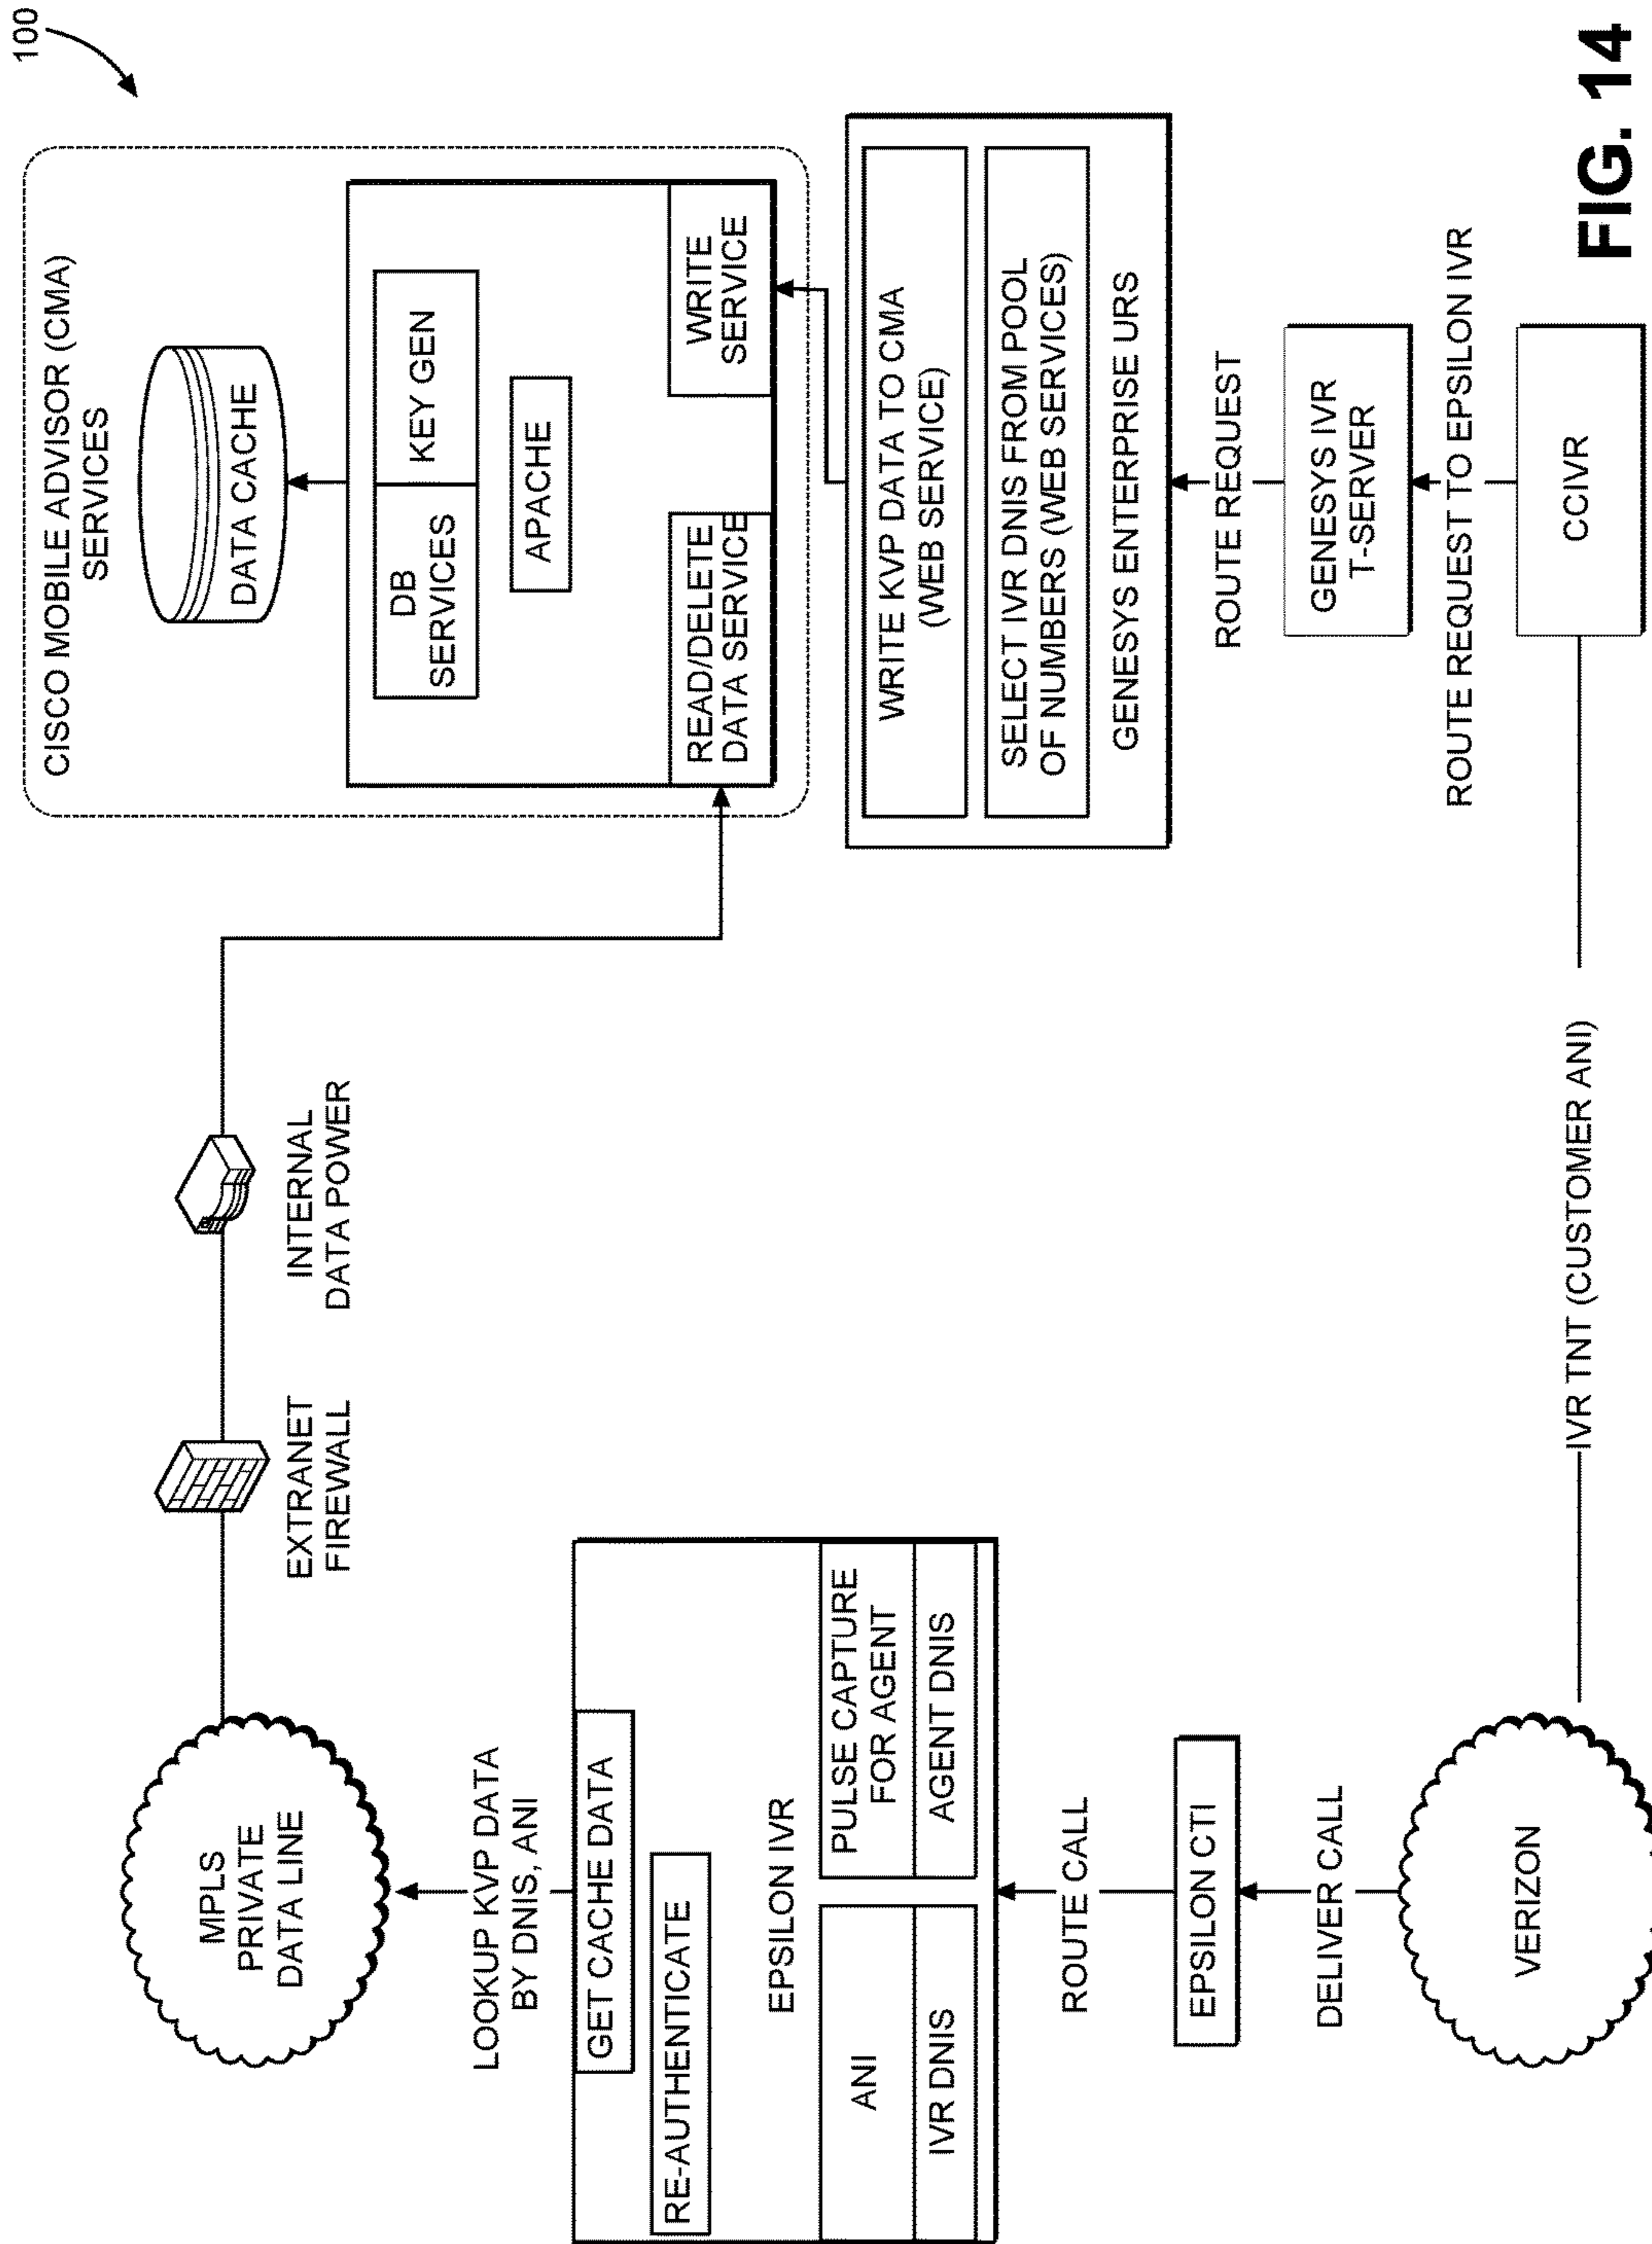 100
MPLS
PRIVATE
DATA LINE
EXTRANET
FIREWALL
INTERNAL
DATA POWER
CISCO MOBILE ADVISOR (CMA)
SERVICES
DATA CACHE
DB
SERVICES
KEY GEN
APACHE
READ/DELETE
DATA SERVICE
WRITE
SERVICE
LOOKUP KVP DATA
BY DNIS, ANI
GET CACHE DATA
RE-AUTHENTICATE
EPSILON IVR
ANI
IVR DNIS
PULSE CAPTURE
FOR AGENT
AGENT DNIS
WRITE KVP DATA TO CMA
(WEB SERVICE)
SELECT IVR DNIS FROM POOL
OF NUMBERS (WEB SERVICES)
GENESYS ENTERPRISE URS
ROUTE CALL
EPSILON CTI
DELIVER CALL
VERIZON
ROUTE REQUEST
GENESYS IVR
T-SERVER
ROUTE REQUEST TO EPSILON IVR
CCIVR
IVR TNT (CUSTOMER ANI)
FIG. 14